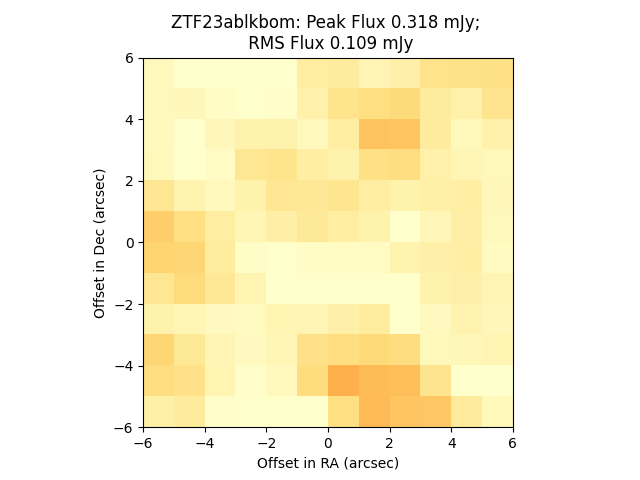 ZTF23ablkbom: Peak Flux 0.318 mJy;
RMS Flux 0.109 mJy
6
4
2
0
−2
−4
−6
Offset in Dec (arcsec)
−6 −4 −2 0 2 4 6
Offset in RA (arcsec)